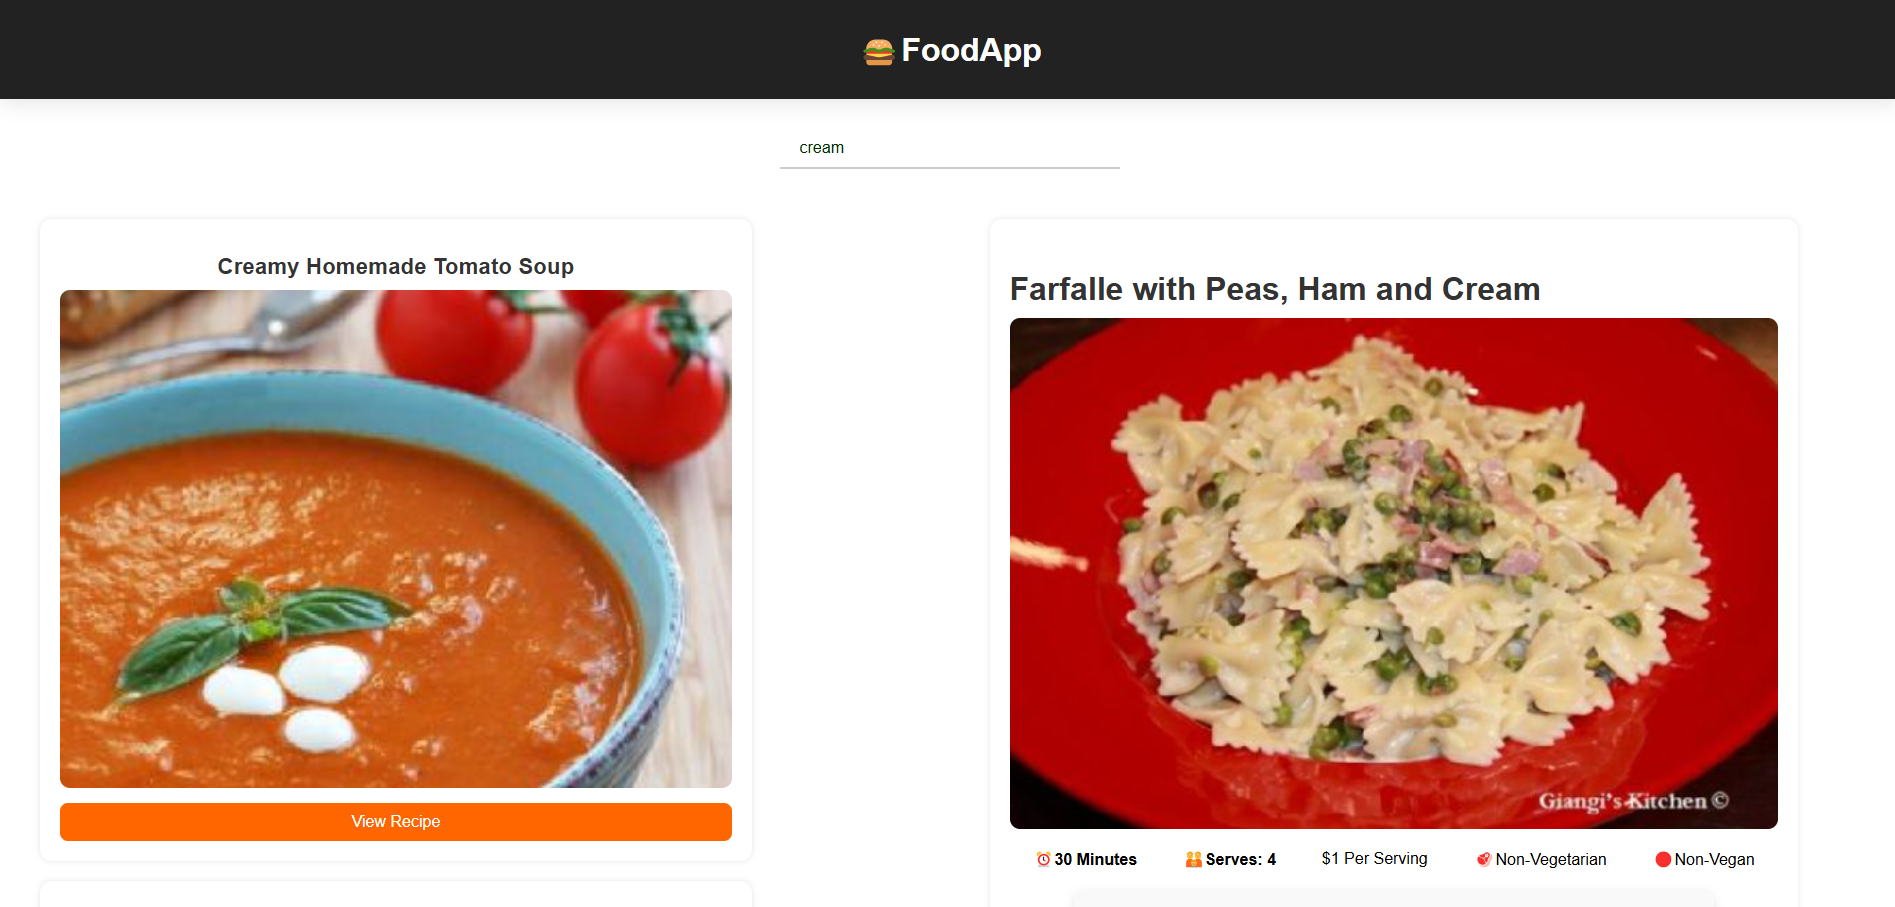 FoodApp
cream
Creamy Homemade Tomato Soup
View Recipe
Farfalle with Peas, Ham and Cream
Giangi's Kitchen ©
30 Minutes
Serves: 4
$1 Per Serving
Non-Vegetarian
Non-Vegan